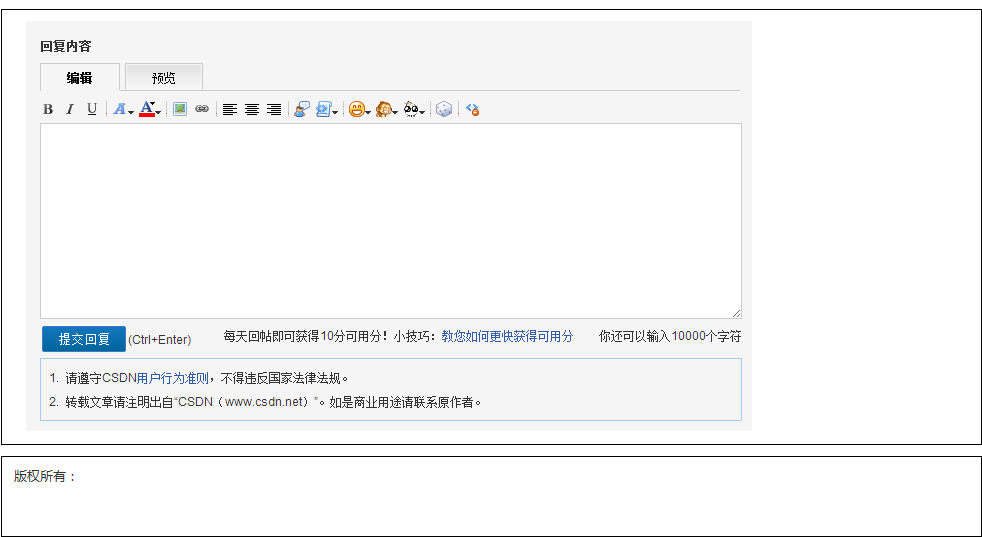 回复内容
编辑 预览
B I U A A
提交回复 (Ctrl+Enter) 每天回帖即可获得10分可用分！小技巧：教您如何更快获得可用分 你还可以输入10000个字符
1. 请遵守CSDN用户行为准则，不得违反国家法律法规。
2. 转载文章请注明出自“CSDN（www.csdn.net）”。如是商业用途请联系原作者。
版权所有：